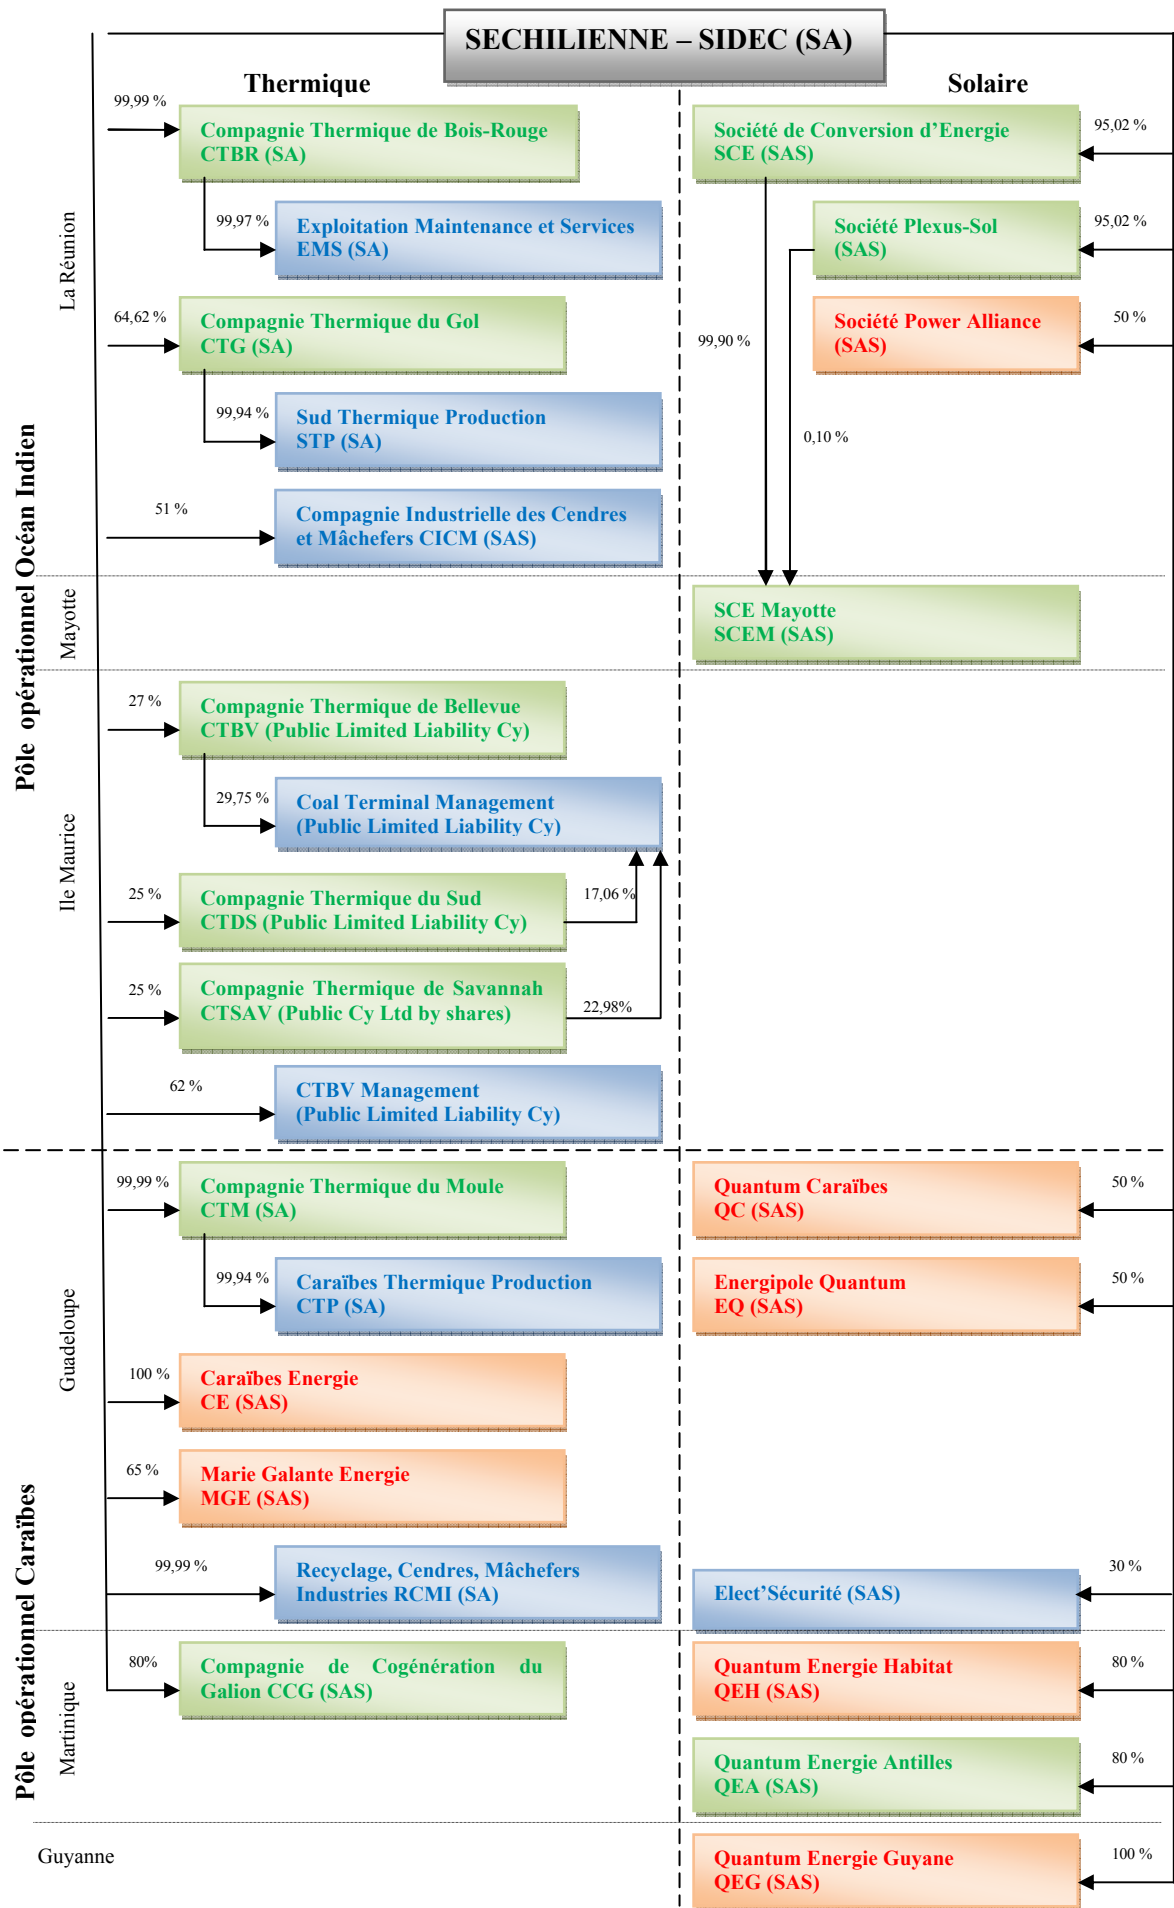 SECHILIENNE – SIDEC (SA)
Thermique
Solaire
Pôle opérationnel Océan Indien
La Réunion
99,99 %
Compagnie Thermique de Bois-Rouge
CTBR (SA)
Société de Conversion d’Energie
SCE (SAS)
95,02 %
99,97 %
Exploitation Maintenance et Services
EMS (SA)
Société Plexus-Sol
(SAS)
95,02 %
64,62 %
Compagnie Thermique du Gol
CTG (SA)
Société Power Alliance
(SAS)
50 %
99,90 %
99,94 %
Sud Thermique Production
STP (SA)
0,10 %
51 %
Compagnie Industrielle des Cendres
et Mâchefers CICM (SAS)
Mayotte
SCE Mayotte
SCEM (SAS)
Ile Maurice
27 %
Compagnie Thermique de Bellevue
CTBV (Public Limited Liability Cy)
29,75 %
Coal Terminal Management
(Public Limited Liability Cy)
25 %
Compagnie Thermique du Sud
CTDS (Public Limited Liability Cy)
17,06 %
25 %
Compagnie Thermique de Savannah
CTSAV (Public Cy Ltd by shares)
22,98%
62 %
CTBV Management
(Public Limited Liability Cy)
Pôle opérationnel Caraïbes
Guadeloupe
99,99 %
Compagnie Thermique du Moule
CTM (SA)
Quantum Caraïbes
QC (SAS)
50 %
99,94 %
Caraïbes Thermique Production
CTP (SA)
Energipole Quantum
EQ (SAS)
50 %
100 %
Caraïbes Energie
CE (SAS)
65 %
Marie Galante Energie
MGE (SAS)
99,99 %
Recyclage, Cendres, Mâchefers
Industries RCMI (SA)
Elect’Sécurité (SAS)
30 %
Martinique
80%
Compagnie de Cogénération du
Galion CCG (SAS)
Quantum Energie Habitat
QEH (SAS)
80 %
Quantum Energie Antilles
QEA (SAS)
80 %
Guyanne
Quantum Energie Guyane
QEG (SAS)
100 %